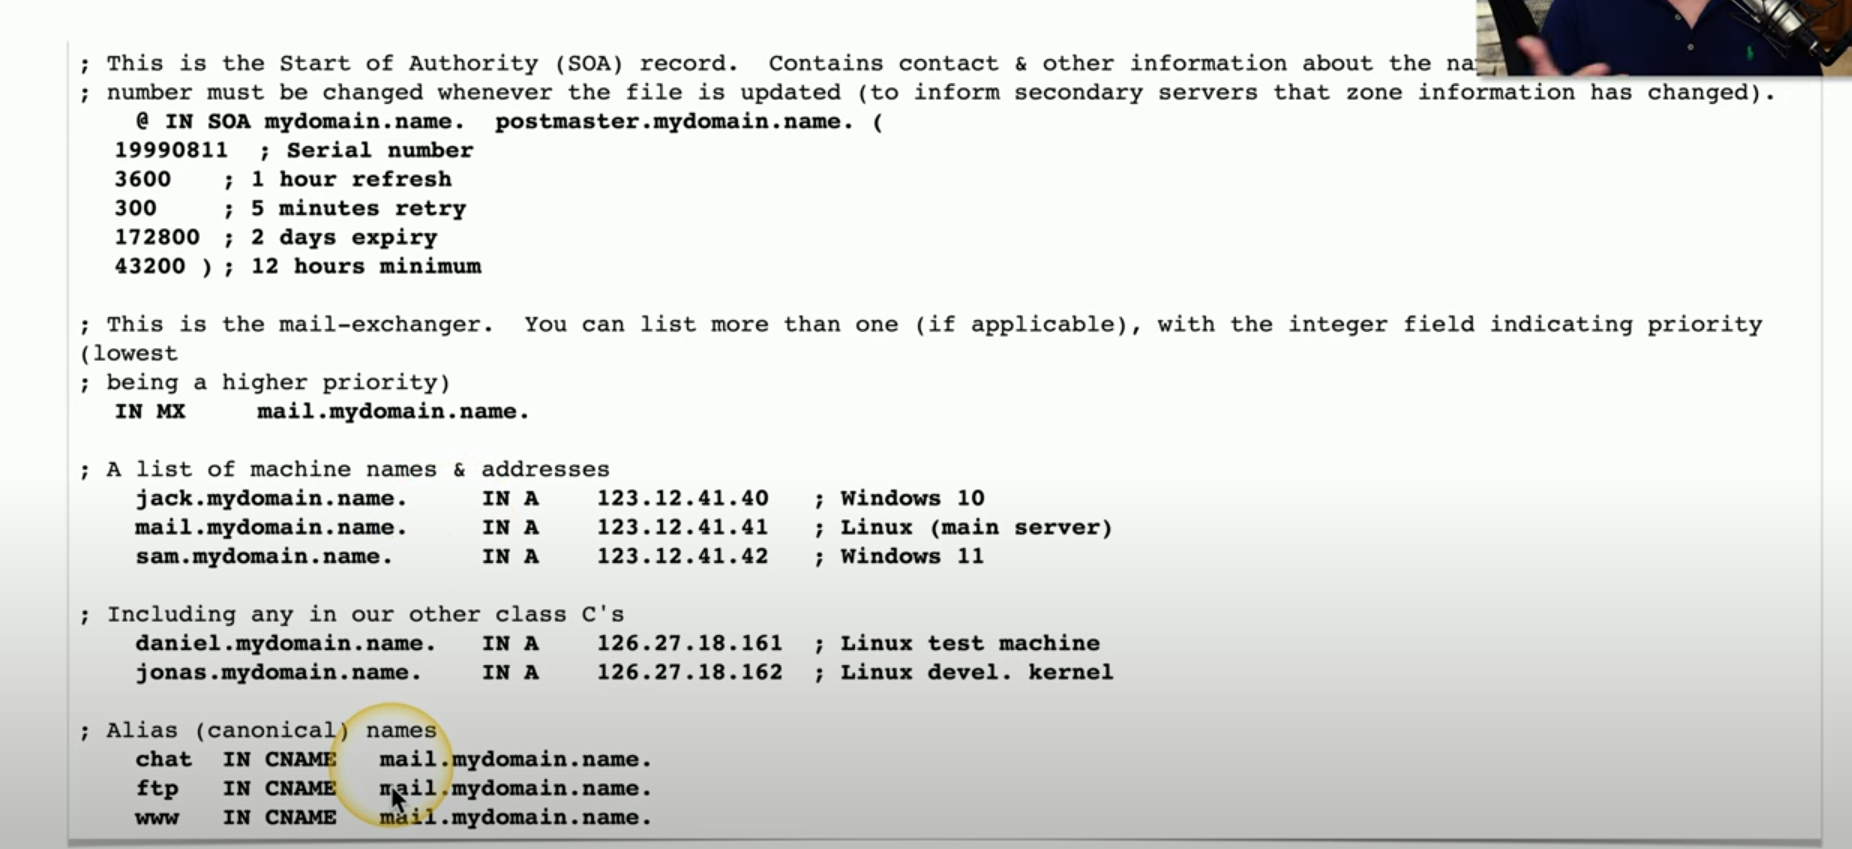 ; This is the Start of Authority (SOA) record.  Contains contact & other information about the
; number must be changed whenever the file is updated (to inform secondary servers that zone information has changed).
@ IN SOA mydomain.name.  postmaster.mydomain.name. (
19990811  ; Serial number
3600    ; 1 hour refresh
300     ; 5 minutes retry
172800  ; 2 days expiry
43200 ) ; 12 hours minimum
; This is the mail-exchanger.  You can list more than one (if applicable), with the integer field indicating priority
(lowest
; being a higher priority)
IN MX     mail.mydomain.name.
; A list of machine names & addresses
jack.mydomain.name.     IN A    123.12.41.40   ; Windows 10
mail.mydomain.name.     IN A    123.12.41.41   ; Linux (main server)
sam.mydomain.name.      IN A    123.12.41.42   ; Windows 11
; Including any in our other class C's
daniel.mydomain.name.   IN A    126.27.18.161  ; Linux test machine
jonas.mydomain.name.    IN A    126.27.18.162  ; Linux devel. kernel
; Alias (canonical) names
chat  IN CNAME   mail.mydomain.name.
ftp   IN CNAME   mail.mydomain.name.
www   IN CNAME   mail.mydomain.name.